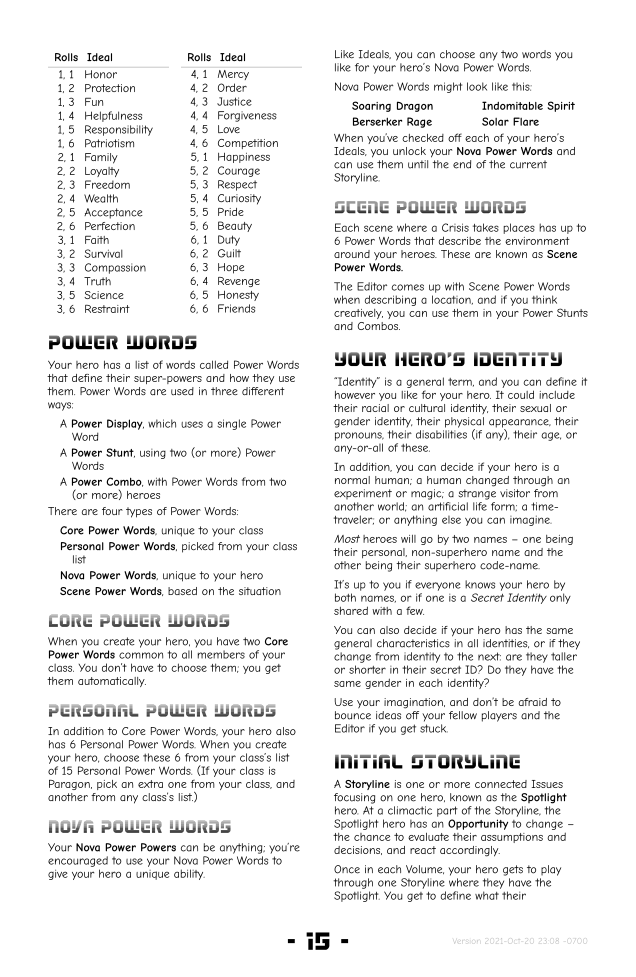 Rolls Ideal
1, 1 Honor
1, 2 Protection
1, 3 Fun
1, 4 Helpfulness
1, 5 Responsibility
1, 6 Patriotism
2, 1 Family
2, 2 Loyalty
2, 3 Freedom
2, 4 Wealth
2, 5 Acceptance
2, 6 Perfection
3, 1 Faith
3, 2 Survival
3, 3 Compassion
3, 4 Truth
3, 5 Science
3, 6 Restraint
Rolls Ideal
4, 1 Mercy
4, 2 Order
4, 3 Justice
4, 4 Forgiveness
4, 5 Love
4, 6 Competition
5, 1 Happiness
5, 2 Courage
5, 3 Respect
5, 4 Curiosity
5, 5 Pride
5, 6 Beauty
6, 1 Duty
6, 2 Guilt
6, 3 Hope
6, 4 Revenge
6, 5 Honesty
6, 6 Friends
POWER WORDS
Your hero has a list of words called Power Words
that define their super-powers and how they use
them. Power Words are used in three different
ways:
A Power Display, which uses a single Power
Word
A Power Stunt, using two (or more) Power
Words
A Power Combo, with Power Words from two
(or more) heroes
There are four types of Power Words:
Core Power Words, unique to your class
Personal Power Words, picked from your class
list
Nova Power Words, unique to your hero
Scene Power Words, based on the situation
CORE POWER WORDS
When you create your hero, you have two Core
Power Words common to all members of your
class. You don't have to choose them; you get
them automatically.
PERSONAL POWER WORDS
In addition to Core Power Words, your hero also
has 6 Personal Power Words. When you create
your hero, choose these 6 from your class's list
of 15 Personal Power Words. (If your class is
Paragon, pick an extra one from your class, and
another from any class's list.)
NOVA POWER WORDS
Your Nova Power Powers can be anything; you're
encouraged to use your Nova Power Words to
give your hero a unique ability.
Like Ideals, you can choose any two words you
like for your hero's Nova Power Words.
Nova Power Words might look like this:
Soaring Dragon Indomitable Spirit
Berserker Rage Solar Flare
When you've checked off each of your hero's
Ideals, you unlock your Nova Power Words and
can use them until the end of the current
Storyline.
SCENE POWER WORDS
Each scene where a Crisis takes places has up to
6 Power Words that describe the environment
around your heroes. These are known as Scene
Power Words.
The Editor comes up with Scene Power Words
when describing a location, and if you think
creatively, you can use them in your Power Stunts
and Combos.
YOUR HERO'S IDENTITY
"Identity" is a general term, and you can define it
however you like for your hero. It could include
their racial or cultural identity, their sexual or
gender identity, their physical appearance, their
pronouns, their disabilities (if any), their age, or
any-or-all of these.
In addition, you can decide if your hero is a
normal human; a human changed through an
experiment or magic; a strange visitor from
another world; an artificial life form; a time-
traveler; or anything else you can imagine.
Most heroes will go by two names – one being
their personal, non-superhero name and the
other being their superhero code-name.
It's up to you if everyone knows your hero by
both names, or if one is a Secret Identity only
shared with a few.
You can also decide if your hero has the same
general characteristics in all identities, or if they
change from identity to the next: are they taller
or shorter in their secret ID? Do they have the
same gender in each identity?
Use your imagination, and don't be afraid to
bounce ideas off your fellow players and the
Editor if you get stuck.
INITIAL STORYLINE
A Storyline is one or more connected Issues
focusing on one hero, known as the Spotlight
hero. At a climactic part of the Storyline, the
Spotlight hero has an Opportunity to change –
the chance to evaluate their assumptions and
decisions, and react accordingly.
Once in each Volume, your hero gets to play
through one Storyline where they have the
Spotlight. You get to define what their
- 15 -
Version 2021-Oct-20 23:08 -0700